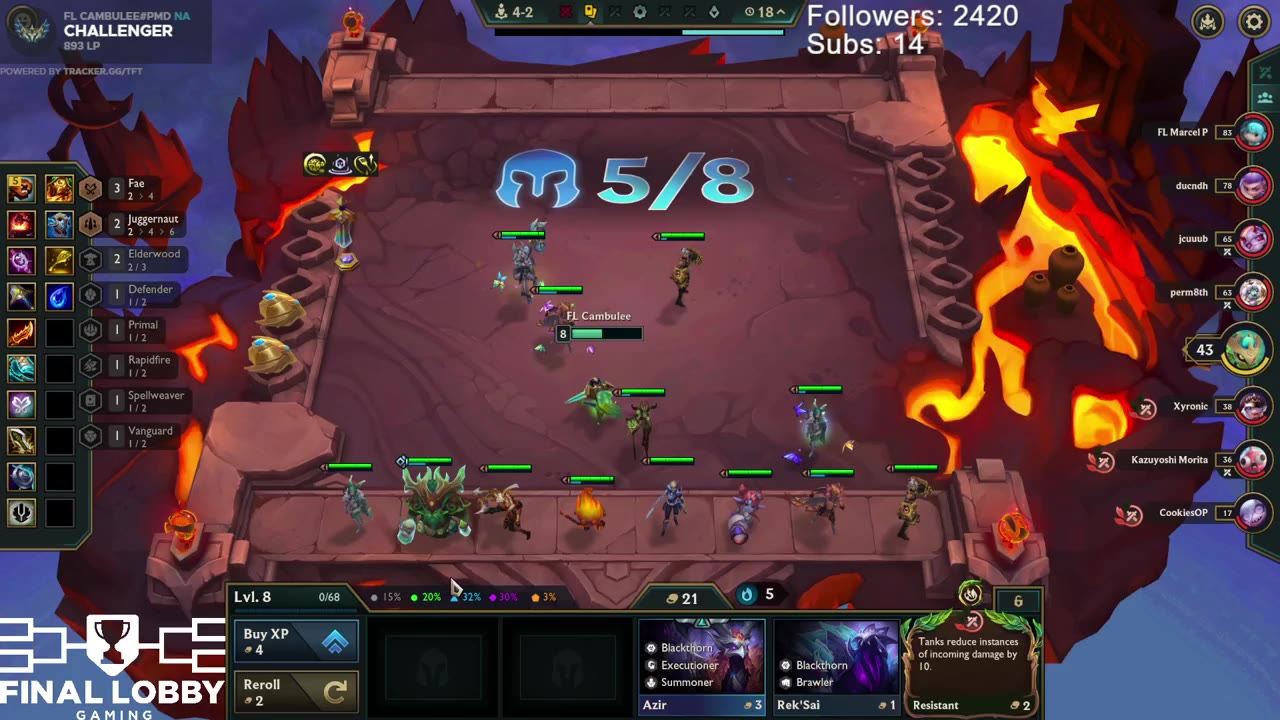 FL CAMBULEE#PMD NA
CHALLENGER
893 LP
POWERED BY TRACKER.GG/TFT
4-2
18
Followers: 2420
Subs: 14
5/8
3 Fae
2 > 4
2 Juggernaut
2 > 4 > 6
2 Elderwood
2 / 3
1 Defender
1 / 2
1 Primal
1 / 2
1 Rapidfire
1 / 2
1 Spellweaver
1 / 2
1 Vanguard
1 / 2
FL Cambulee
8
FL Marcel P 83
ducndh 78
jcuuub 65
perm8th 63
43
Xyronic 38
Kazuyoshi Morita 36
CookiesOP 17
Lvl. 8 0/68
15% 20% 32% 30% 3%
21
5
6
Buy XP
4
Reroll
2
Blackthorn
Executioner
Summoner
Azir 3
Blackthorn
Brawler
Rek'Sai 1
Tanks reduce instances
of incoming damage by
10.
Resistant 2
FINAL LOBBY
GAMING